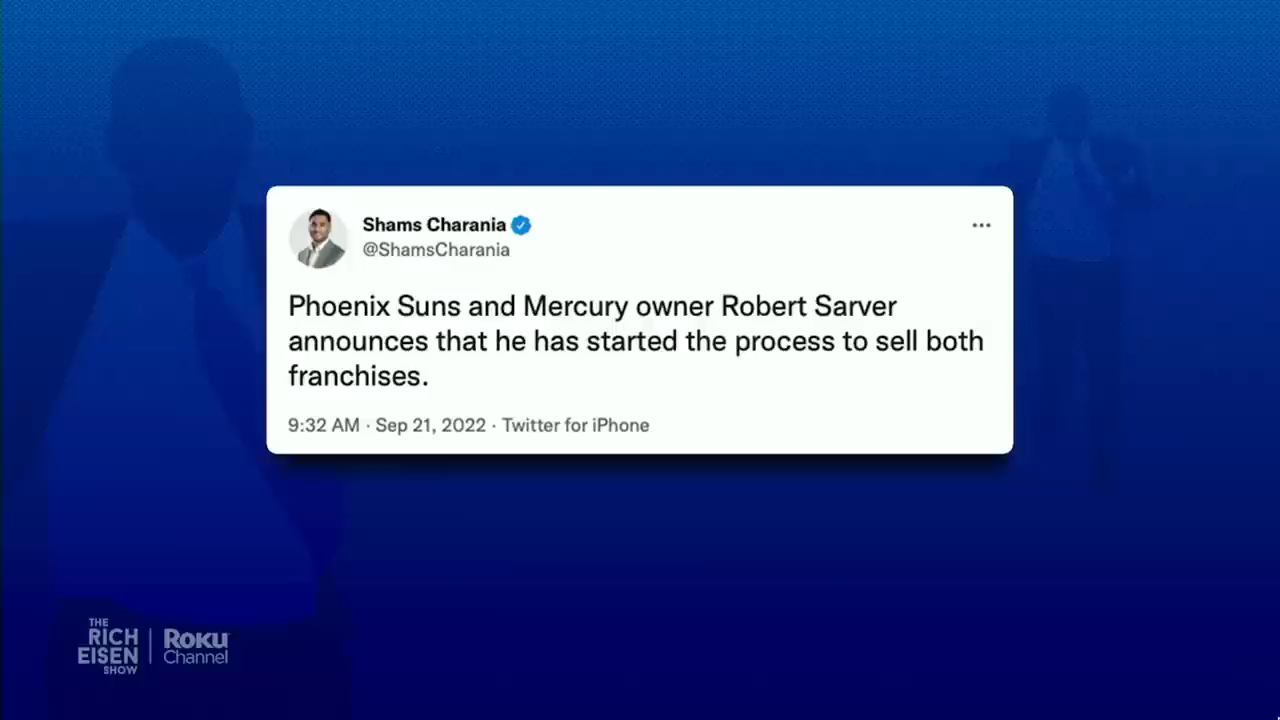 Shams Charania
@ShamsCharania
Phoenix Suns and Mercury owner Robert Sarver
announces that he has started the process to sell both
franchises.
9:32 AM · Sep 21, 2022 · Twitter for iPhone
THE
RICH
EISEN
SHOW
Roku
Channel